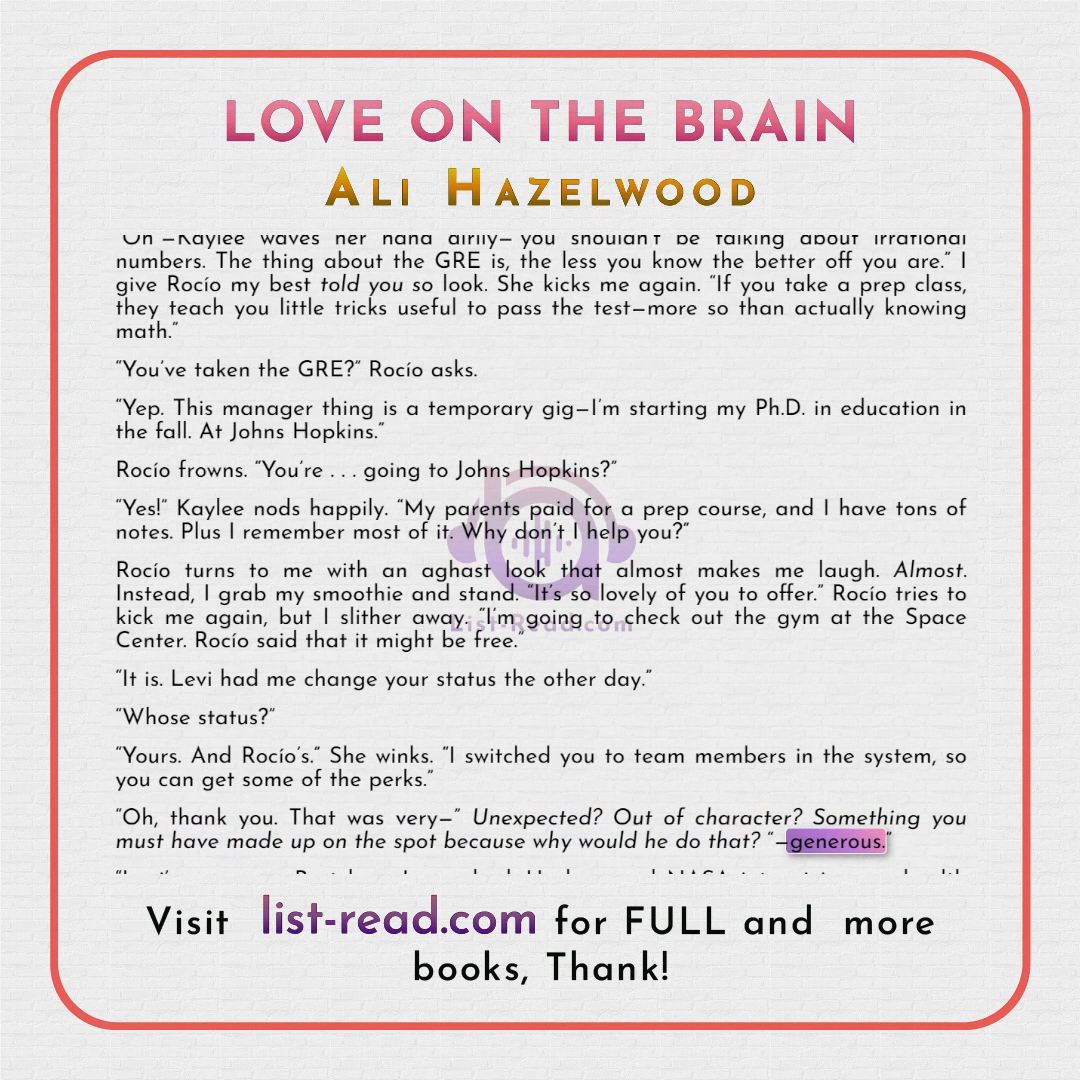 LOVE ON THE BRAIN
ALI HAZELWOOD
"Oh"—Kaylee waves her hand airily—"you shouldn't be talking about irrational
numbers. The thing about the GRE is, the less you know the better off you are." I
give Rocío my best told you so look. She kicks me again. "If you take a prep class,
they teach you little tricks useful to pass the test—more so than actually knowing
math."
"You've taken the GRE?" Rocío asks.
"Yep. This manager thing is a temporary gig—I'm starting my Ph.D. in education in
the fall. At Johns Hopkins."
Rocío frowns. "You're . . . going to Johns Hopkins?"
"Yes!" Kaylee nods happily. "My parents paid for a prep course, and I have tons of
notes. Plus I remember most of it. Why don't I help you?"
Rocío turns to me with an aghast look that almost makes me laugh. Almost.
Instead, I grab my smoothie and stand. "It's so lovely of you to offer." Rocío tries to
kick me again, but I slither away. "I'm going to check out the gym at the Space
List-Read.com
Center. Rocío said that it might be free."
"It is. Levi had me change your status the other day."
"Whose status?"
"Yours. And Rocío's." She winks. "I switched you to team members in the system, so
you can get some of the perks."
"Oh, thank you. That was very—" Unexpected? Out of character? Something you
must have made up on the spot because why would he do that? "—generous."
Visit list-read.com for FULL and more
books, Thank!